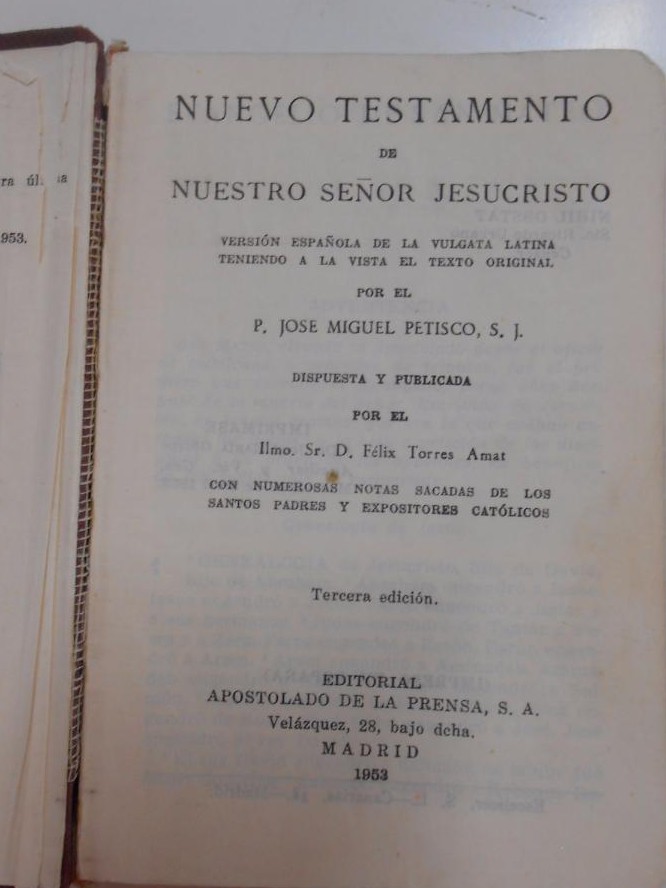 1953.
NUEVO TESTAMENTO
DE
NUESTRO SEÑOR JESUCRISTO
VERSIÓN ESPAÑOLA DE LA VULGATA LATINA
TENIENDO A LA VISTA EL TEXTO ORIGINAL
POR EL
P. JOSE MIGUEL PETISCO, S. J.
DISPUESTA Y PUBLICADA
POR EL
Ilmo. Sr. D. Félix Torres Amat
CON NUMEROSAS NOTAS SACADAS DE LOS
SANTOS PADRES Y EXPOSITORES CATÓLICOS
Tercera edición.
EDITORIAL
APOSTOLADO DE LA PRENSA, S. A.
Velázquez, 28, bajo dcha.
MADRID
1953